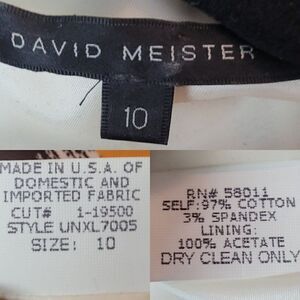 DAVID MEISTER
10
MADE IN U.S.A. OF
DOMESTIC AND
IMPORTED FABRIC
CUT# 1-19500
STYLE UNXL7005
SIZE: 10
RN# 58011
SELF:97% COTTON
3% SPANDEX
LINING:
100% ACETATE
DRY CLEAN ONLY